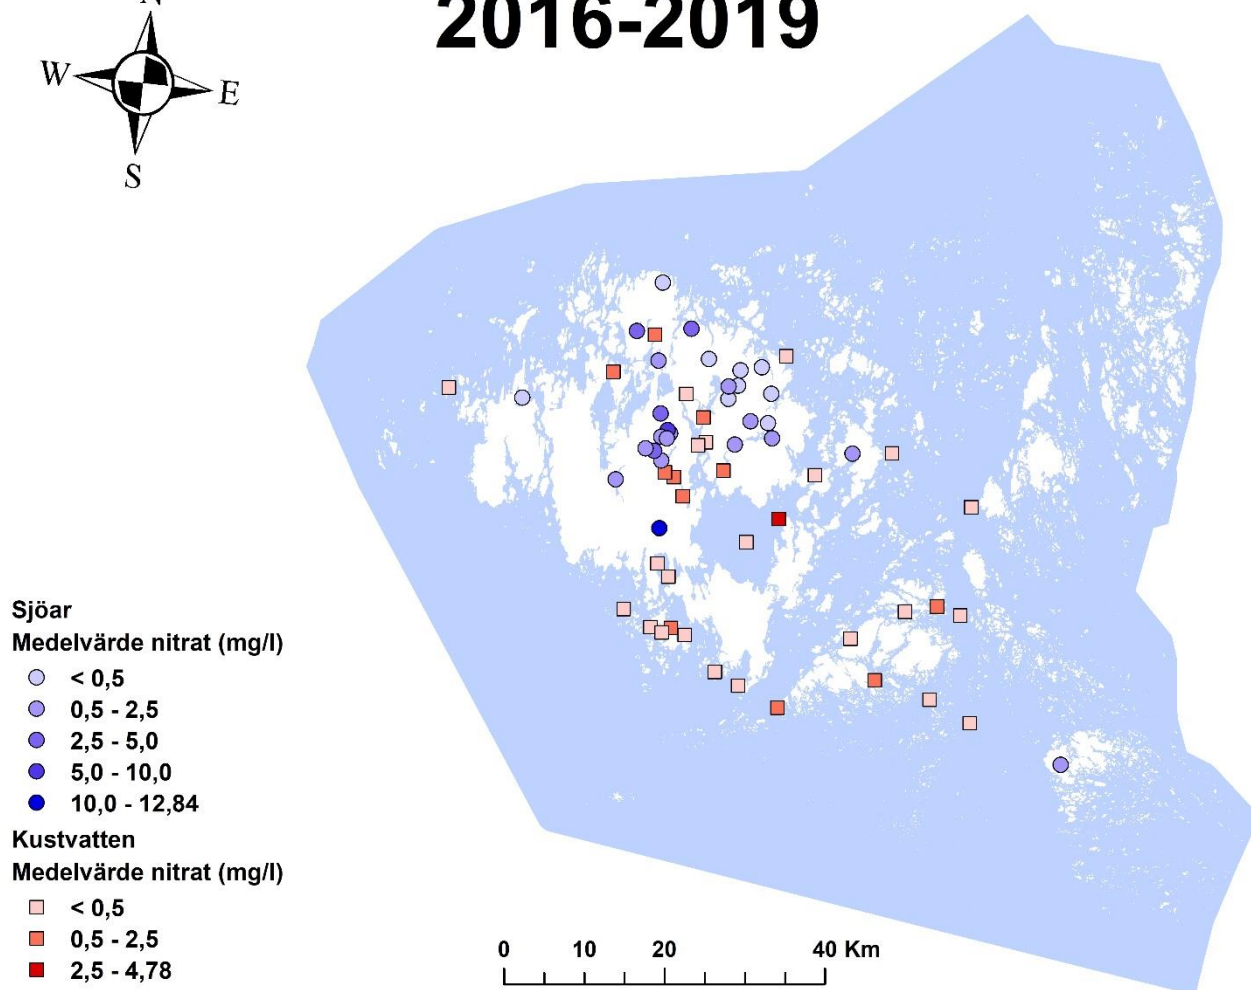 N
2016-2019
W
E
S
Sjöar
Medelvärde nitrat (mg/l)
< 0,5
0,5 - 2,5
2,5 - 5,0
5,0 - 10,0
10,0 - 12,84
Kustvatten
Medelvärde nitrat (mg/l)
< 0,5
0,5 - 2,5
2,5 - 4,78
0 10 20 40 Km